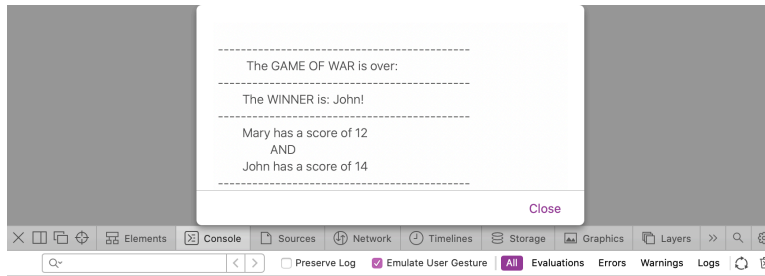 --------------------------------------------------
The GAME OF WAR is over:
--------------------------------------------------
The WINNER is: John!
--------------------------------------------------
Mary has a score of 12
AND
John has a score of 14
--------------------------------------------------
Close
Elements Console Sources Network Timelines Storage Graphics Layers
Preserve Log Emulate User Gesture All Evaluations Errors Warnings Logs